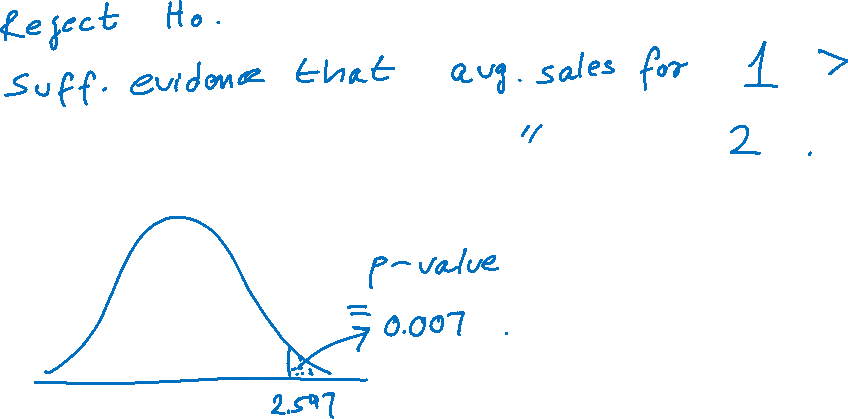 Reject Ho.
Suff. evidence that avg. sales for 1 >
" 2 .
p-value
=
0.007 .
2.597